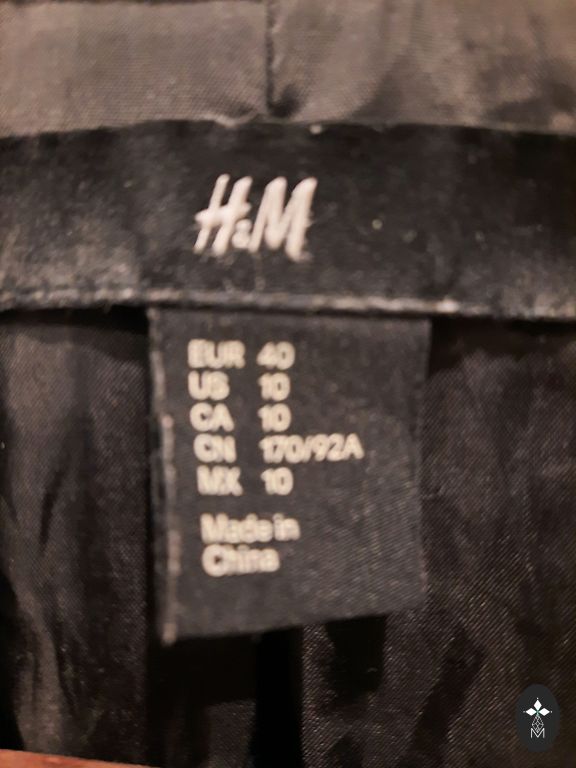 H&M
EUR 40
US 10
CA 10
CN 170/92A
MX 10
Made in
China
M